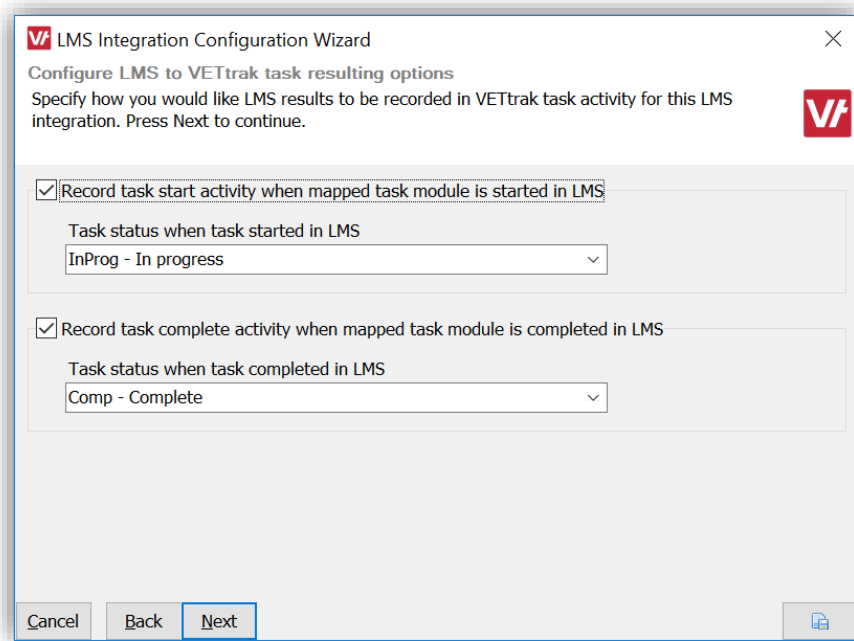 LMS Integration Configuration Wizard
Configure LMS to VETtrak task resulting options
Specify how you would like LMS results to be recorded in VETtrak task activity for this LMS
integration. Press Next to continue.
Record task start activity when mapped task module is started in LMS
Task status when task started in LMS
InProg - In progress
Record task complete activity when mapped task module is completed in LMS
Task status when task completed in LMS
Comp - Complete
Cancel Back Next